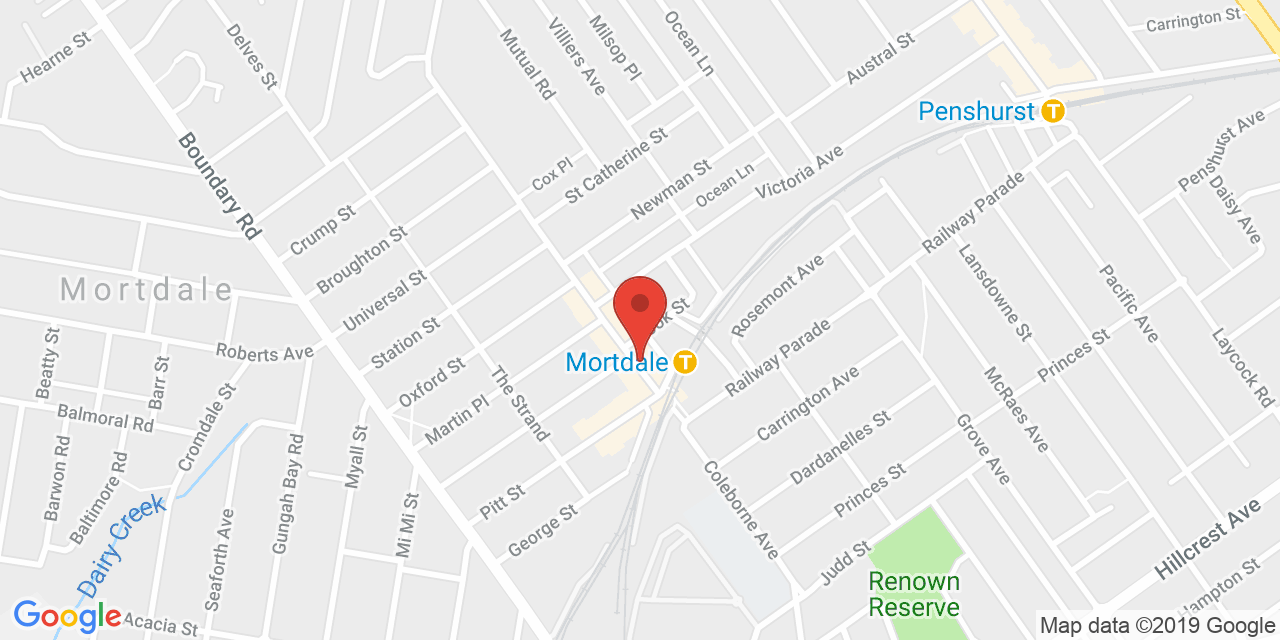 Carrington St
Hearne St
Delves St
Mutual Rd
Villiers Ave
Milsop Pl
Ocean Ln
Austral St
Penshurst
T
Penshurst Ave
Daisy Ave
Boundary Rd
Cox Pl
St Catherine St
Newman St
Ocean Ln
Victoria Ave
Railway Parade
Crump St
Broughton St
Universal St
Station St
Mortdale
Rosemont Ave
Lansdowne St
Pacific Ave
Laycock Rd
Beatty St
Roberts Ave
Barr St
Oxford St
Martin Pl
The Strand
Mortdale
T
Railway Parade
Princes St
McRaes Ave
Carrington Ave
Dardanelles St
Grove Ave
Balmoral Rd
Cromdale St
Barwon Rd
Baltimore Rd
Myall St
Gungah Bay Rd
Mi Mi St
Pitt St
George St
Coleborne Ave
Princes St
Judd St
Hillcrest Ave
Hampton St
Dairy Creek
Seaforth Ave
Renown
Reserve
Acacia St
Google
Map data ©2019 Google